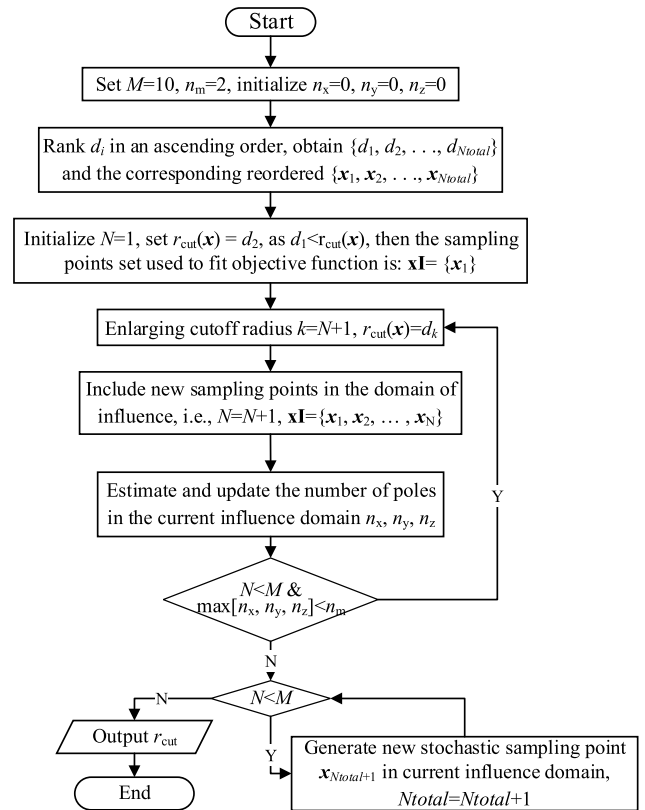 Start
Set M=10, nm=2, initialize nx=0, ny=0, nz=0
Rank di in an ascending order, obtain {d1, d2, . . ., dNtotal}
and the corresponding reordered {x1, x2, . . ., xNtotal}
Initialize N=1, set rcut(x) = d2, as d1<rcut(x), then the sampling
points set used to fit objective function is: xI= {x1}
Enlarging cutoff radius k=N+1, rcut(x)=dk
Include new sampling points in the domain of
influence, i.e., N=N+1, xI={x1, x2, … , xN}
Estimate and update the number of poles
in the current influence domain nx, ny, nz
Y
N<M &
max[nx, ny, nz]<nm
N
N<M
N
Y
Output rcut
End
Generate new stochastic sampling point
xNtotal+1 in current influence domain,
Ntotal=Ntotal+1